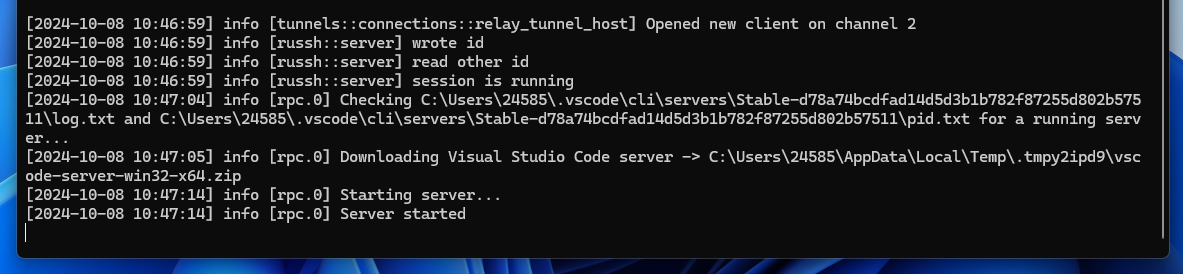 [2024-10-08 10:46:59] info [tunnels::connections::relay_tunnel_host] Opened new client on channel 2
[2024-10-08 10:46:59] info [russh::server] wrote id
[2024-10-08 10:46:59] info [russh::server] read other id
[2024-10-08 10:46:59] info [russh::server] session is running
[2024-10-08 10:47:04] info [rpc.0] Checking C:\Users\24585\.vscode\cli\servers\Stable-d78a74bcdfad14d5d3b1b782f87255d802b575
11\log.txt and C:\Users\24585\.vscode\cli\servers\Stable-d78a74bcdfad14d5d3b1b782f87255d802b57511\pid.txt for a running serv
er...
[2024-10-08 10:47:05] info [rpc.0] Downloading Visual Studio Code server -> C:\Users\24585\AppData\Local\Temp\.tmpy2ipd9\vsc
ode-server-win32-x64.zip
[2024-10-08 10:47:14] info [rpc.0] Starting server...
[2024-10-08 10:47:14] info [rpc.0] Server started